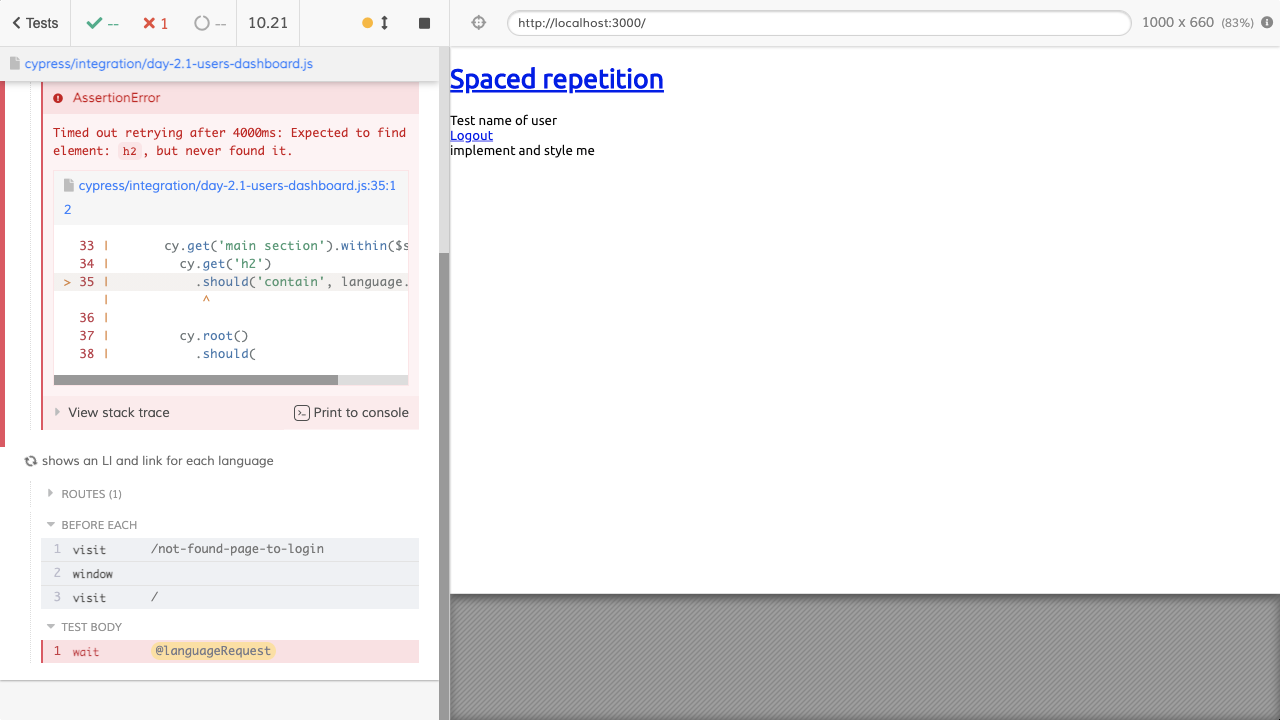 Tests
--
1
--
10.21
http://localhost:3000/
1000 x 660 (83%)
cypress/integration/day-2.1-users-dashboard.js
AssertionError
Timed out retrying after 4000ms: Expected to find
element: h2, but never found it.
cypress/integration/day-2.1-users-dashboard.js:35:1
2
33 | cy.get('main section').within($s
34 | cy.get('h2')
> 35 | .should('contain', language.
| ^
36 |
37 | cy.root()
38 | .should(
View stack trace
Print to console
shows an LI and link for each language
ROUTES (1)
BEFORE EACH
1 visit /not-found-page-to-login
2 window
3 visit /
TEST BODY
1 wait @languageRequest
Spaced repetition
Test name of user
Logout
implement and style me